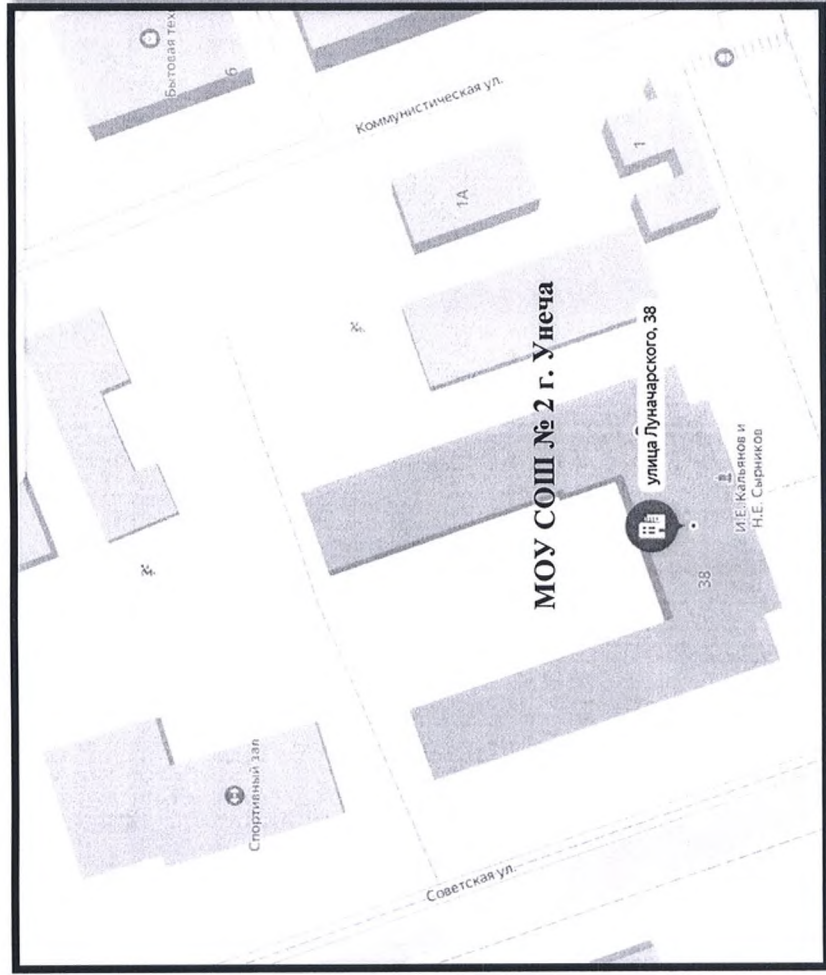 Бытовая тех
6
Коммунистическая ул.
1А
1
МОУ СОШ № 2 г. Унеча
улица Луначарского, 38
И.Е. Кальянов и
Н.Е. Сырников
38
Спортивный зал
Советская ул.